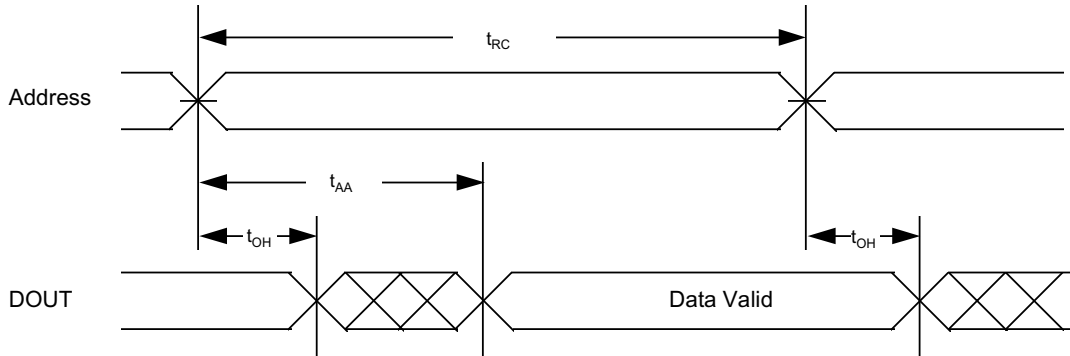 tRC
Address
tAA
tOH
tOH
DOUT
Data Valid